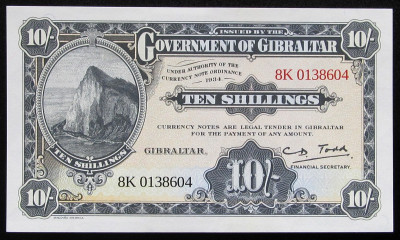 10/-
ISSUED BY THE
10/-
GOVERNMENT OF GIBRALTAR
UNDER AUTHORITY OF THE
CURRENCY NOTE ORDINANCE
1934
8K 0138604
TEN SHILLINGS
CURRENCY NOTES ARE LEGAL TENDER IN GIBRALTAR
FOR THE PAYMENT OF ANY AMOUNT.
TEN SHILLINGS
GIBRALTAR
C D Todd
FINANCIAL SECRETARY.
8K 0138604
10/-
10/-
10/-